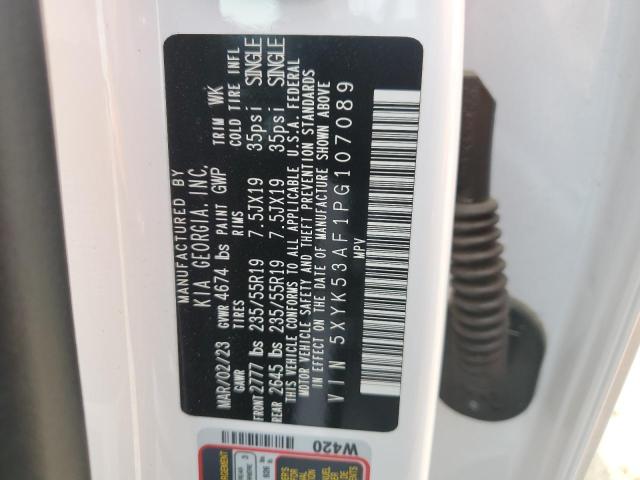 MANUFACTURED BY
KIA GEORGIA, INC.
MAR/02/23 GVWR 4674 lbs PAINT GWP TRIM WK
GAWR TIRES RIMS COLD TIRE INFL
FRONT 2777 lbs 235/55R19 7.5JX19 35psi SINGLE
REAR 2645 lbs 235/55R19 7.5JX19 35psi SINGLE
THIS VEHICLE CONFORMS TO ALL APPLICABLE U.S.A. FEDERAL
MOTOR VEHICLE SAFETY AND THEFT PREVENTION STANDARDS
IN EFFECT ON THE DATE OF MANUFACTURE SHOWN ABOVE
VIN 5XYK53AF1PG107089
MPV
W420